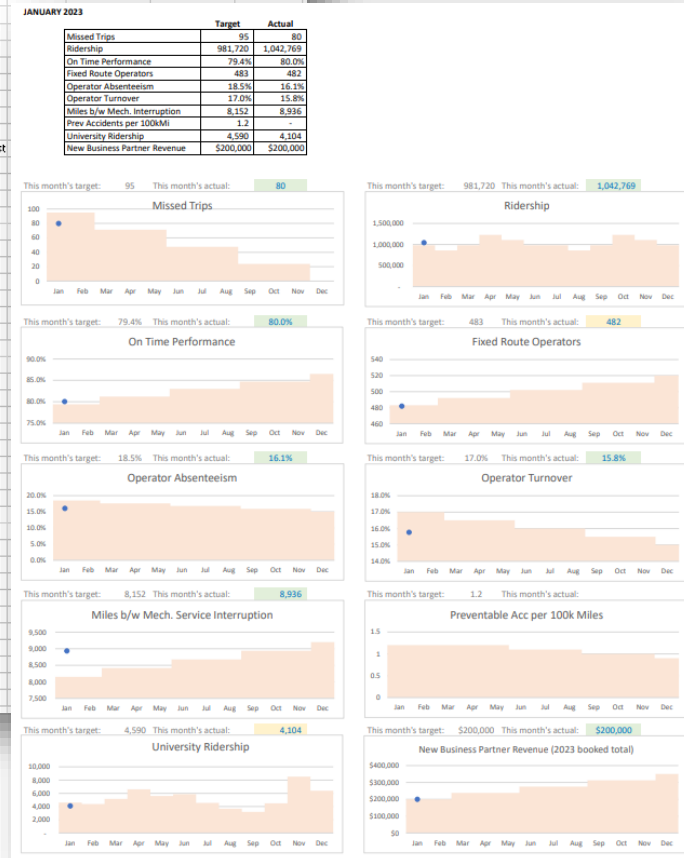 JANUARY 2023
Target Actual
Missed Trips 95 80
Ridership 981,720 1,042,769
On Time Performance 79.4% 80.0%
Fixed Route Operators 483 482
Operator Absenteeism 18.5% 16.1%
Operator Turnover 17.0% 15.8%
Miles b/w Mech. Interruption 8,152 8,936
Prev Accidents per 100kMi 1.2 -
University Ridership 4,590 4,104
New Business Partner Revenue $200,000 $200,000
This month's target: 95 This month's actual: 80
Missed Trips
100
80
60
40
20
0
Jan Feb Mar Apr May Jun Jul Aug Sep Oct Nov Dec
This month's target: 981,720 This month's actual: 1,042,769
Ridership
1,500,000
1,000,000
500,000
-
Jan Feb Mar Apr May Jun Jul Aug Sep Oct Nov Dec
This month's target: 79.4% This month's actual: 80.0%
On Time Performance
90.0%
85.0%
80.0%
75.0%
Jan Feb Mar Apr May Jun Jul Aug Sep Oct Nov Dec
This month's target: 483 This month's actual: 482
Fixed Route Operators
540
520
500
480
460
Jan Feb Mar Apr May Jun Jul Aug Sep Oct Nov Dec
This month's target: 18.5% This month's actual: 16.1%
Operator Absenteeism
20.0%
15.0%
10.0%
5.0%
0.0%
Jan Feb Mar Apr May Jun Jul Aug Sep Oct Nov Dec
This month's target: 17.0% This month's actual: 15.8%
Operator Turnover
18.0%
17.0%
16.0%
15.0%
14.0%
Jan Feb Mar Apr May Jun Jul Aug Sep Oct Nov Dec
This month's target: 8,152 This month's actual: 8,936
Miles b/w Mech. Service Interruption
9,500
9,000
8,500
8,000
7,500
Jan Feb Mar Apr May Jun Jul Aug Sep Oct Nov Dec
This month's target: 1.2 This month's actual:
Preventable Acc per 100k Miles
1.5
1
0.5
0
Jan Feb Mar Apr May Jun Jul Aug Sep Oct Nov Dec
This month's target: 4,590 This month's actual: 4,104
University Ridership
10,000
8,000
6,000
4,000
2,000
-
Jan Feb Mar Apr May Jun Jul Aug Sep Oct Nov Dec
This month's target: $200,000 This month's actual: $200,000
New Business Partner Revenue (2023 booked total)
$400,000
$300,000
$200,000
$100,000
$0
Jan Feb Mar Apr May Jun Jul Aug Sep Oct Nov Dec